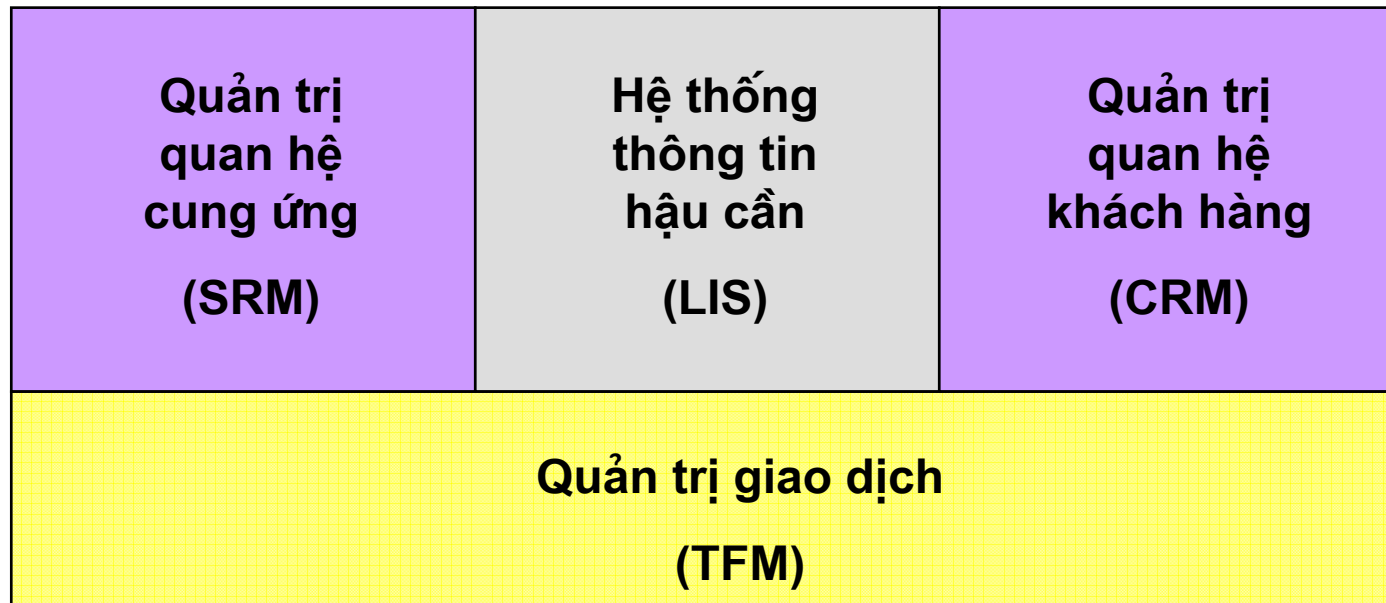 Quản trị
quan hệ
cung ứng
(SRM)
Hệ thống
thông tin
hậu cần
(LIS)
Quản trị
quan hệ
khách hàng
(CRM)
Quản trị giao dịch
(TFM)